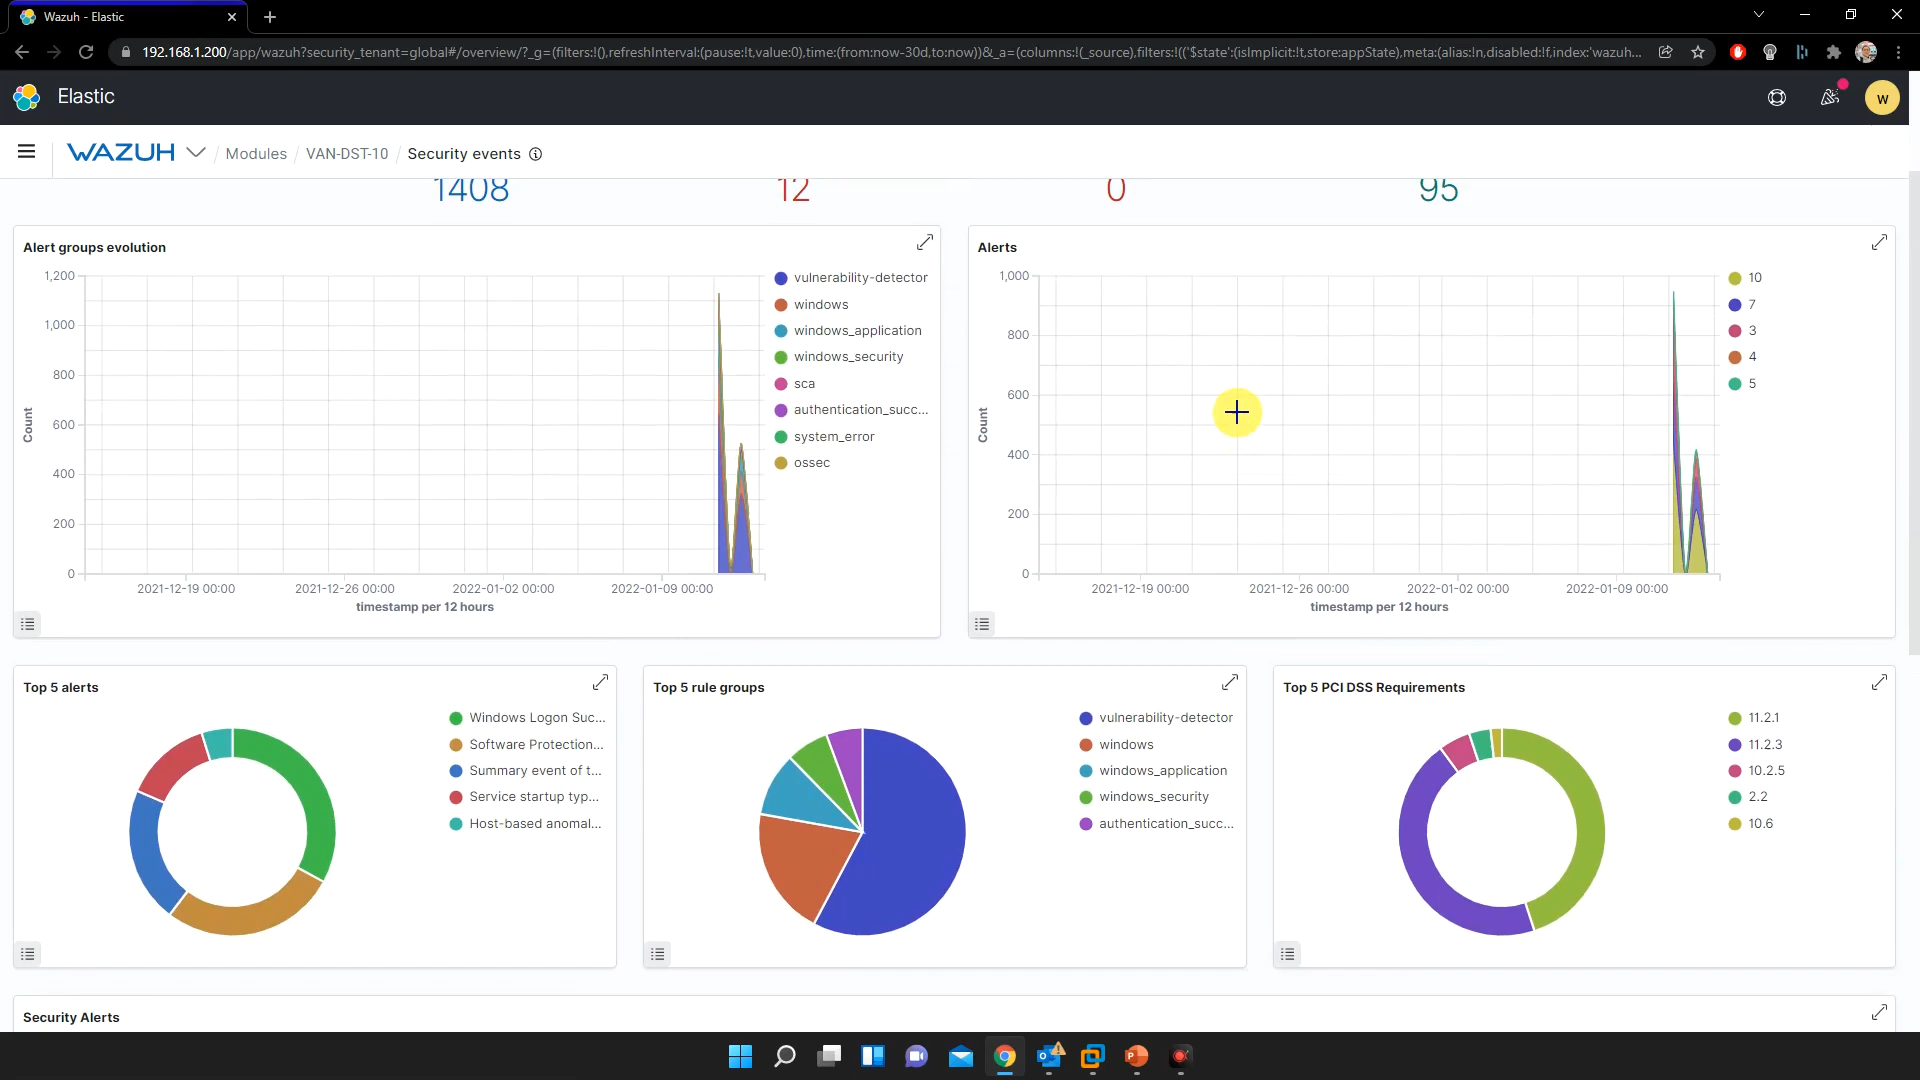 Wazuh - Elastic
192.168.1.200/app/wazuh?security_tenant=global#/overview/?_g=(filters:!(),refreshInterval:(pause:!t,value:0),time:(from:now-30d,to:now))&_a=(columns:!(_source),filters:!(('$state':(isImplicit:!t,store:appState),meta:(alias:!n,disabled:!f,index:'wazuh...
Elastic
w
WAZUH / Modules / VAN-DST-10 / Security events
1408 12 0 95
Alert groups evolution
1,200
1,000
800
600
400
200
0
Count
2021-12-19 00:00 2021-12-26 00:00 2022-01-02 00:00 2022-01-09 00:00
timestamp per 12 hours
vulnerability-detector
windows
windows_application
windows_security
sca
authentication_succ...
system_error
ossec
Alerts
1,000
800
600
400
200
0
Count
2021-12-19 00:00 2021-12-26 00:00 2022-01-02 00:00 2022-01-09 00:00
timestamp per 12 hours
10
7
3
4
5
Top 5 alerts
Windows Logon Suc...
Software Protection...
Summary event of t...
Service startup typ...
Host-based anomal...
Top 5 rule groups
vulnerability-detector
windows
windows_application
windows_security
authentication_succ...
Top 5 PCI DSS Requirements
11.2.1
11.2.3
10.2.5
2.2
10.6
Security Alerts